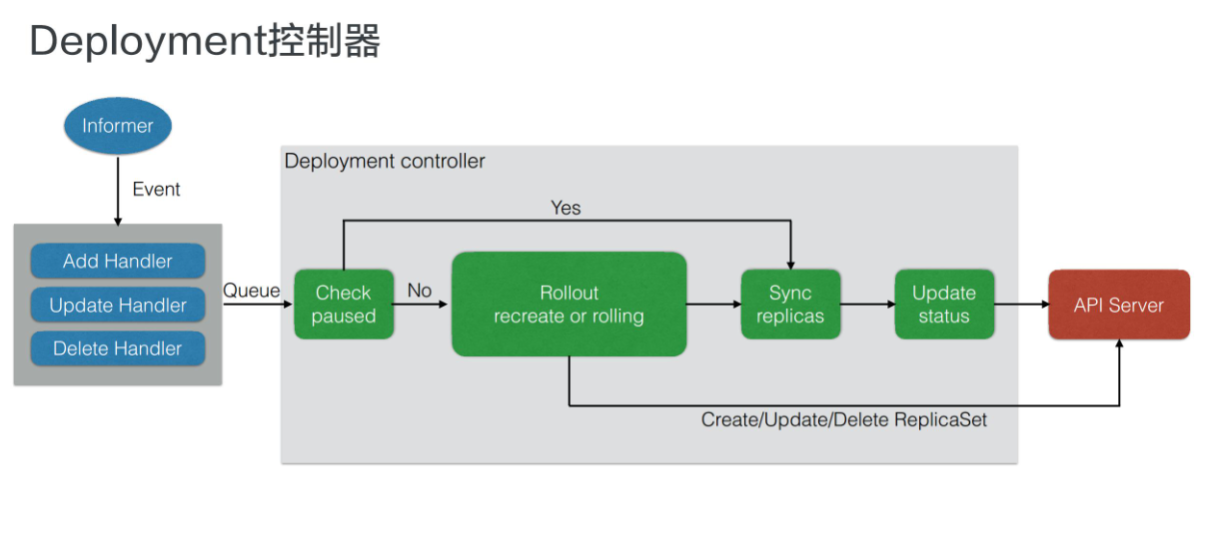 Deployment控制器
Informer
Event
Add Handler
Update Handler
Delete Handler
Queue
Deployment controller
Yes
Check
paused
No
Rollout
recreate or rolling
Sync
replicas
Update
status
API Server
Create/Update/Delete ReplicaSet